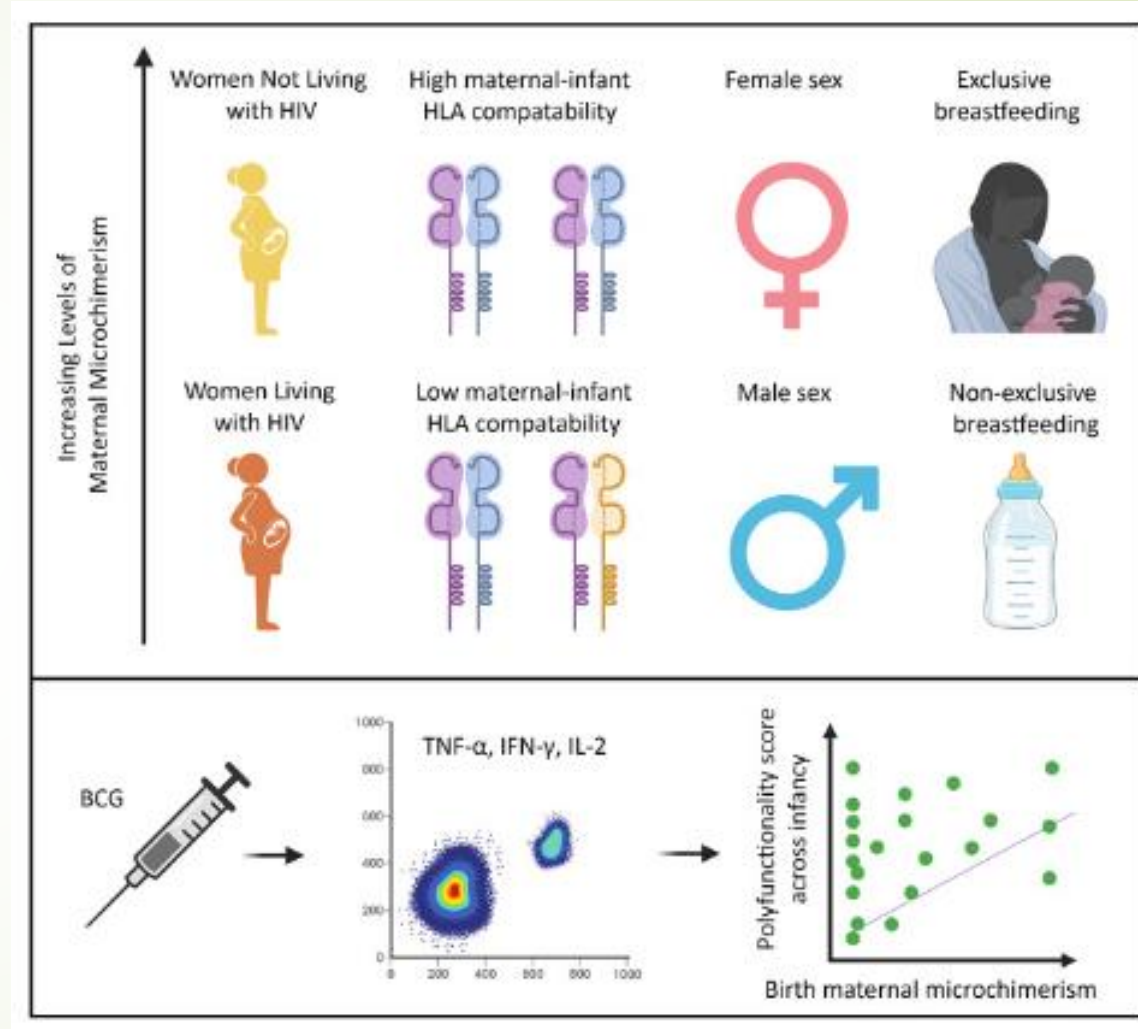 Increasing Levels of
Maternal Microchimerism
Women Not Living
with HIV
High maternal-infant
HLA compatability
Female sex
Exclusive
breastfeeding
Women Living
with HIV
Low maternal-infant
HLA compatability
Male sex
Non-exclusive
breastfeeding
BCG
TNF-α, IFN-γ, IL-2
1000
800
600
400
200
0
0 200 400 600 800 1000
Polyfunctionality score
across infancy
Birth maternal microchimerism